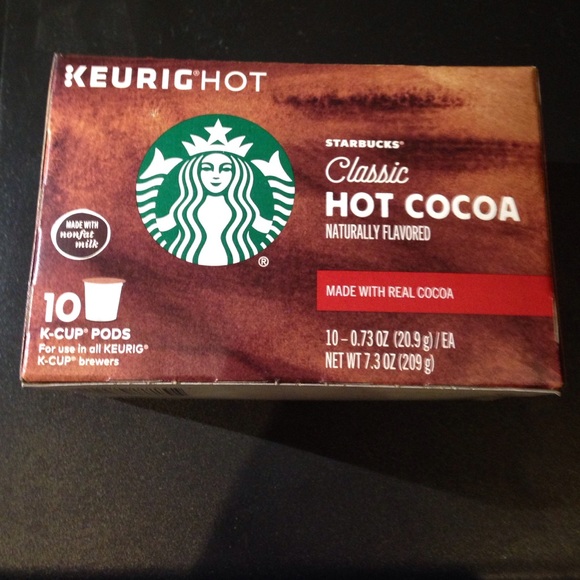 KEURIG® HOT
STARBUCKS®
Classic
HOT COCOA
NATURALLY FLAVORED
MADE WITH
nonfat
milk
®
MADE WITH REAL COCOA
10
K-CUP® PODS
For use in all KEURIG®
K-CUP® brewers
10 – 0.73 OZ (20.9 g) / EA
NET WT 7.3 OZ (209 g)